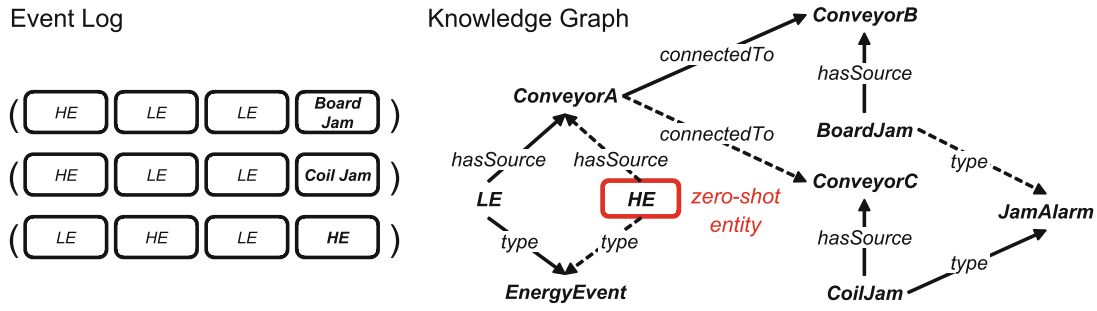 Event Log
( HE LE LE Board Jam )
( HE LE LE Coil Jam )
( LE HE LE HE )
Knowledge Graph
ConveyorB
connectedTo
hasSource
ConveyorA
connectedTo
BoardJam
hasSource
hasSource
type
ConveyorC
LE
HE
zero-shot
entity
JamAlarm
hasSource
type
type
type
EnergyEvent
CoilJam